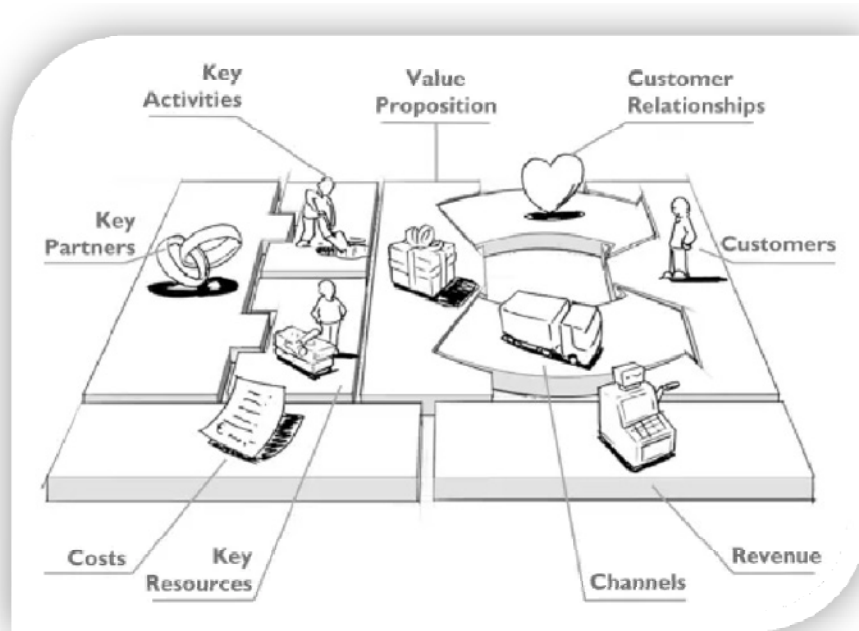 Key
Activities
Value
Proposition
Customer
Relationships
Key
Partners
Customers
Costs
Key
Resources
Channels
Revenue